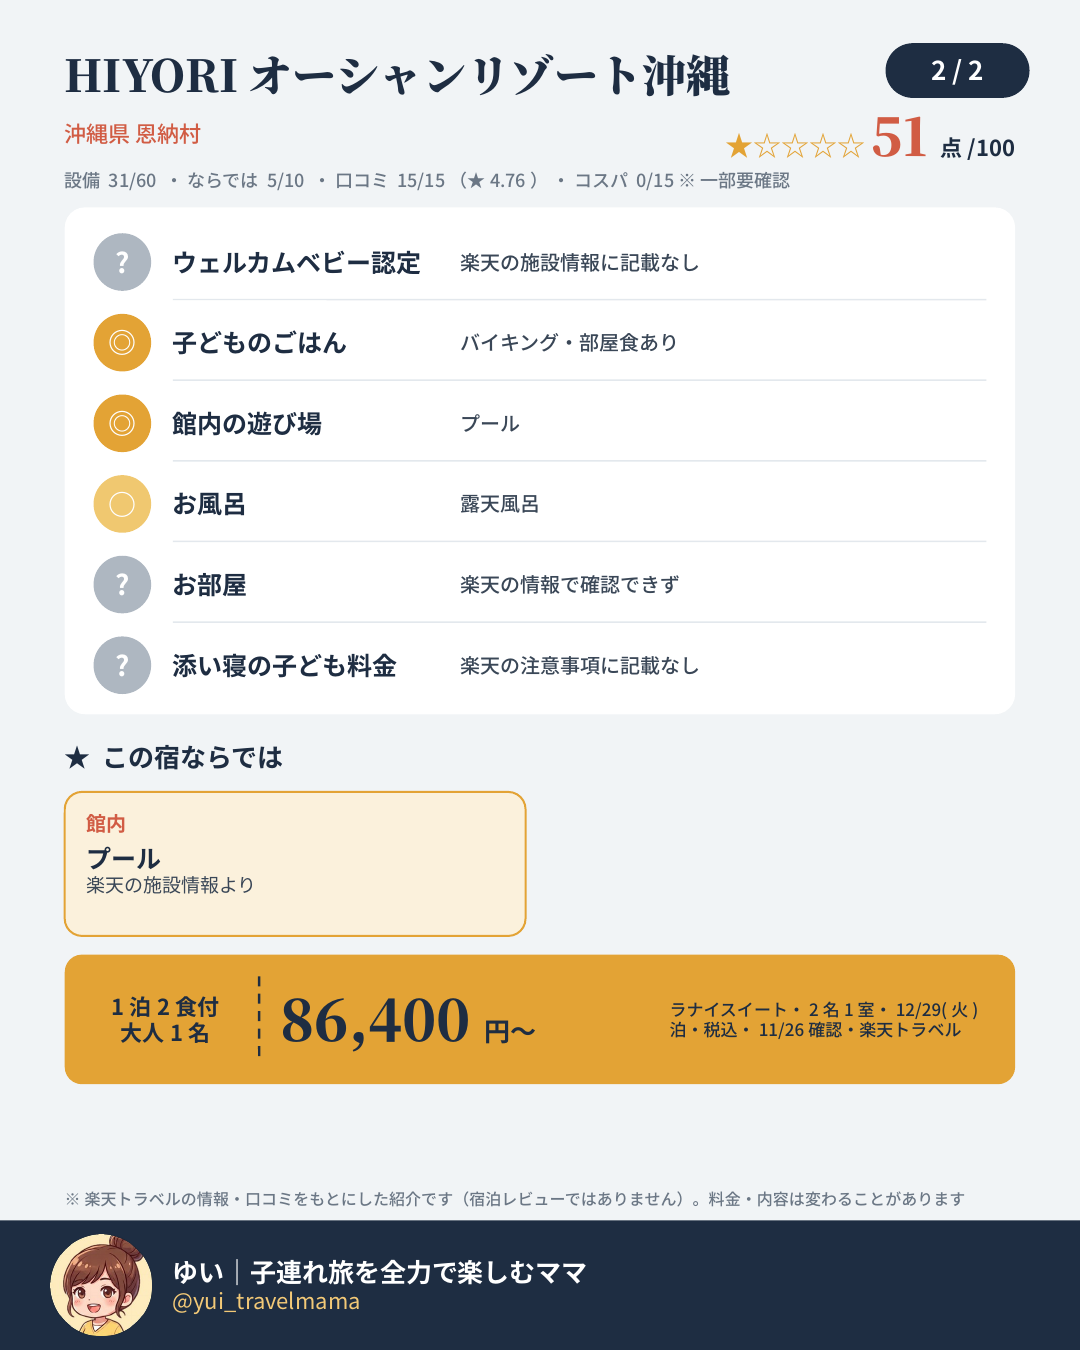 HIYORI オーシャンリゾート沖縄
2 / 2
沖縄県 恩納村
★☆☆☆☆ 51 点 /100
設備 31/60 ・ ならでは 5/10 ・ 口コミ 15/15 （★ 4.76 ） ・ コスパ 0/15 ※ 一部要確認
? ウェルカムベビー認定 楽天の施設情報に記載なし
◎ 子どものごはん バイキング・部屋食あり
◎ 館内の遊び場 プール
○ お風呂 露天風呂
? お部屋 楽天の情報で確認できず
? 添い寝の子ども料金 楽天の注意事項に記載なし
★ この宿ならでは
館内
プール
楽天の施設情報より
1 泊 2 食付
大人 1 名
86,400 円〜
ラナイスイート・ 2 名 1 室・ 12/29( 火 )
泊・税込・ 11/26 確認・楽天トラベル
※ 楽天トラベルの情報・口コミをもとにした紹介です（宿泊レビューではありません）。料金・内容は変わることがあります
ゆい｜子連れ旅を全力で楽しむママ
@yui_travelmama